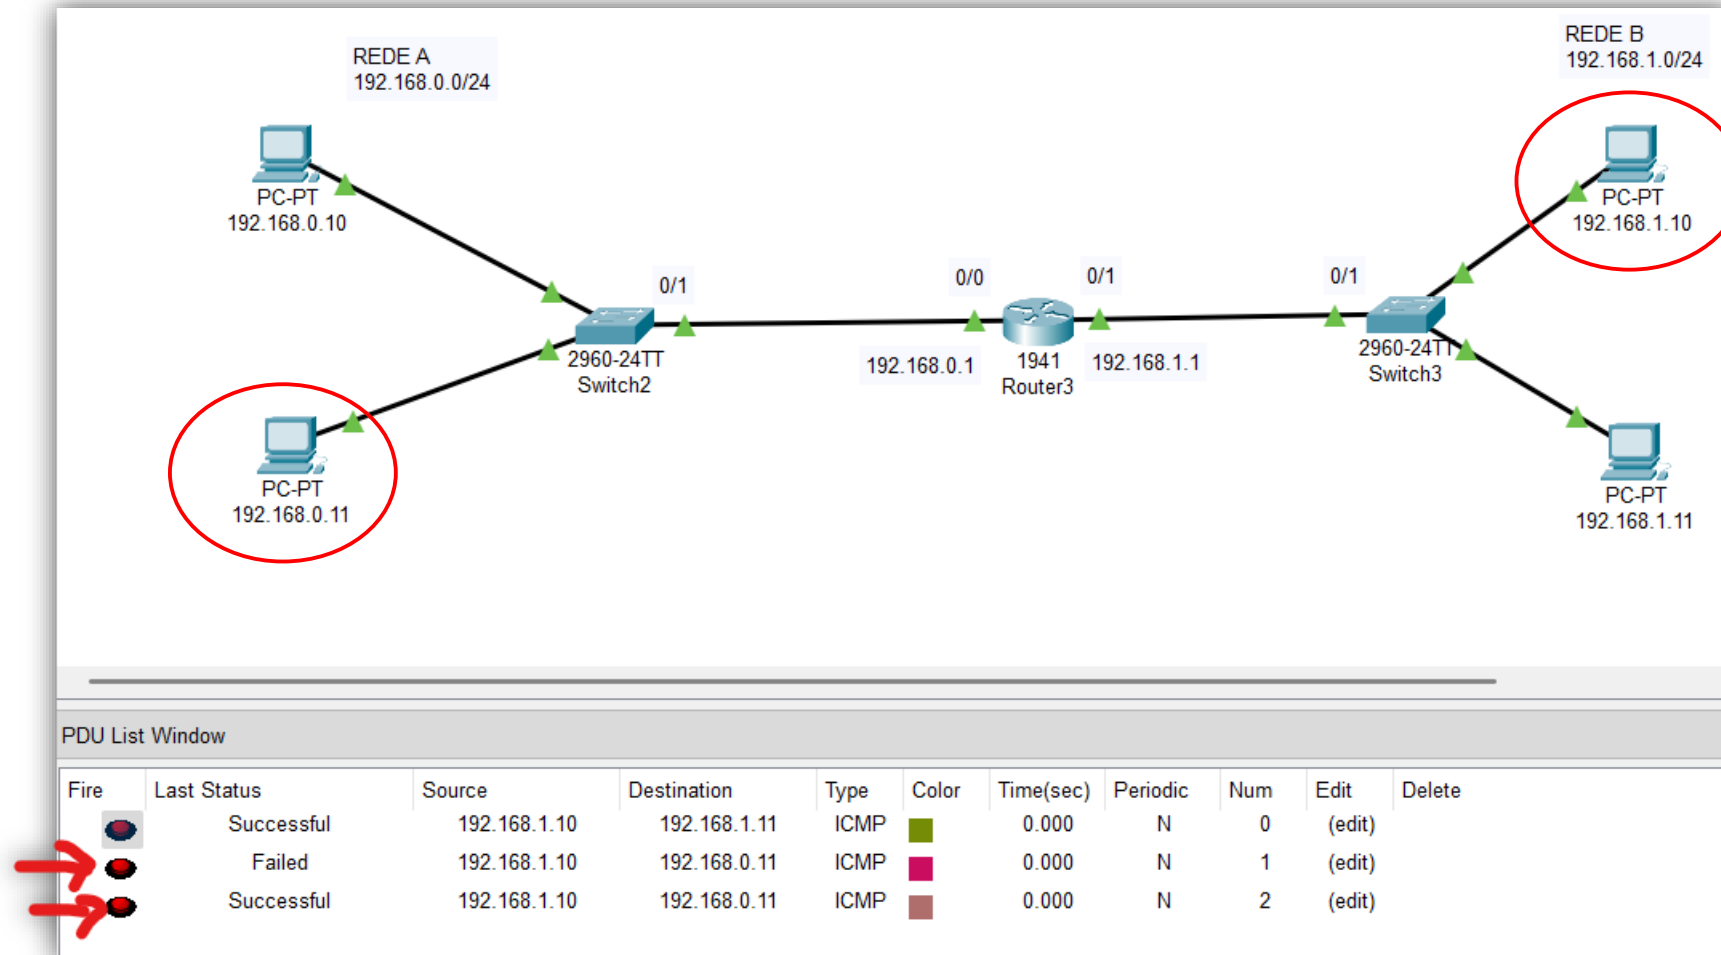 REDE A
192.168.0.0/24
REDE B
192.168.1.0/24
PC-PT
192.168.0.10
PC-PT
192.168.1.10
0/1
0/0
0/1
0/1
2960-24TT
Switch2
192.168.0.1
1941
Router3
192.168.1.1
2960-24TT
Switch3
PC-PT
192.168.0.11
PC-PT
192.168.1.11
PDU List Window
Fire Last Status Source Destination Type Color Time(sec) Periodic Num Edit Delete
Successful 192.168.1.10 192.168.1.11 ICMP 0.000 N 0 (edit)
Failed 192.168.1.10 192.168.0.11 ICMP 0.000 N 1 (edit)
Successful 192.168.1.10 192.168.0.11 ICMP 0.000 N 2 (edit)